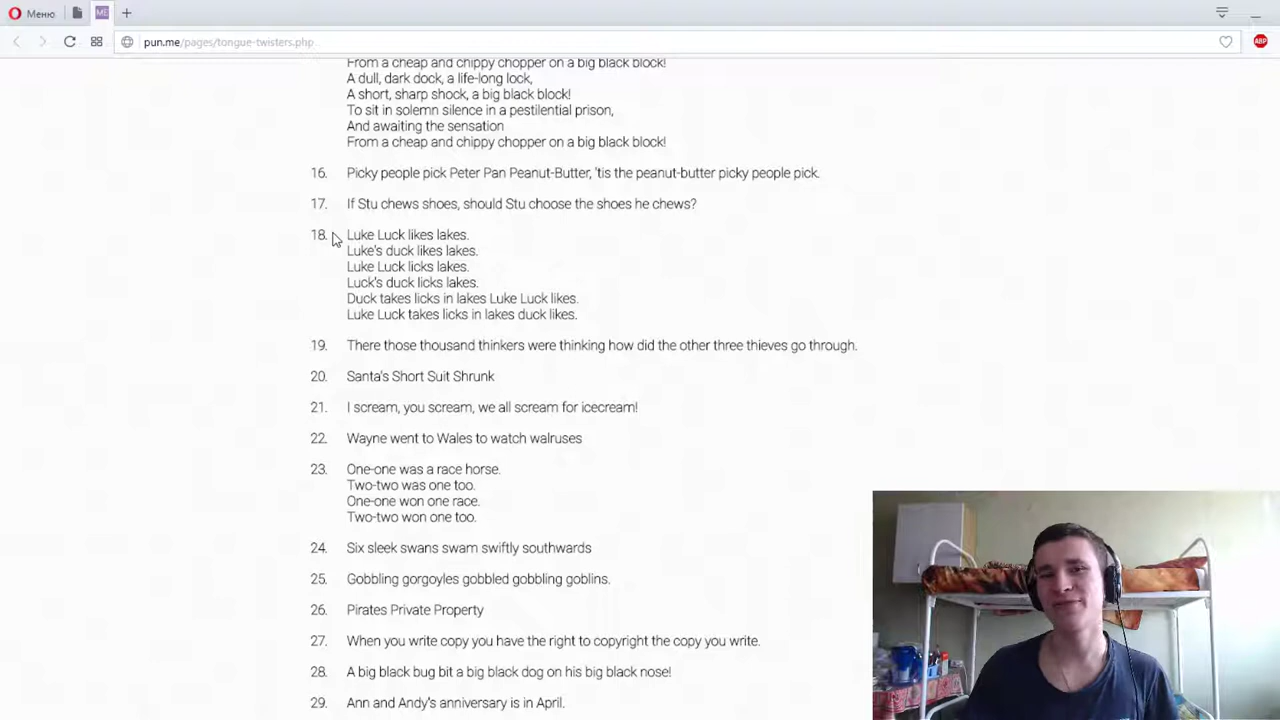 Меню
ME
pun.me/pages/tongue-twisters.php
ABP
From a cheap and chippy chopper on a big black block!
A dull, dark dock, a life-long lock,
A short, sharp shock, a big black block!
To sit in solemn silence in a pestilential prison,
And awaiting the sensation
From a cheap and chippy chopper on a big black block!
16. Picky people pick Peter Pan Peanut-Butter, 'tis the peanut-butter picky people pick.
17. If Stu chews shoes, should Stu choose the shoes he chews?
18. Luke Luck likes lakes.
Luke's duck likes lakes.
Luke Luck licks lakes.
Luck's duck licks lakes.
Duck takes licks in lakes Luke Luck likes.
Luke Luck takes licks in lakes duck likes.
19. There those thousand thinkers were thinking how did the other three thieves go through.
20. Santa's Short Suit Shrunk
21. I scream, you scream, we all scream for icecream!
22. Wayne went to Wales to watch walruses
23. One-one was a race horse.
Two-two was one too.
One-one won one race.
Two-two won one too.
24. Six sleek swans swam swiftly southwards
25. Gobbling gorgoyles gobbled gobbling goblins.
26. Pirates Private Property
27. When you write copy you have the right to copyright the copy you write.
28. A big black bug bit a big black dog on his big black nose!
29. Ann and Andy's anniversary is in April.